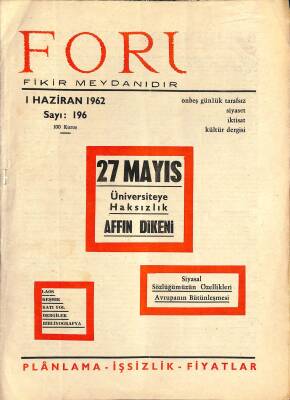 FORU
FİKİR MEYDANIDIR
1 HAZİRAN 1962
Sayı: 196
100 Kuruş
onbeş günlük tarafsız
siyaset
iktisat
kültür dergisi
27 MAYIS
Üniversiteye
Haksızlık
AFFIN DİKENİ
LAOS
KEŞMİR
BATI YOL
DERGİLER
BİBLİYOGRAFYA
Siyasal
Sözlüğümüzün Özellikleri
Avrupanın Bütünleşmesi
PLÂNLAMA - İŞSİZLİK - FİYATLAR